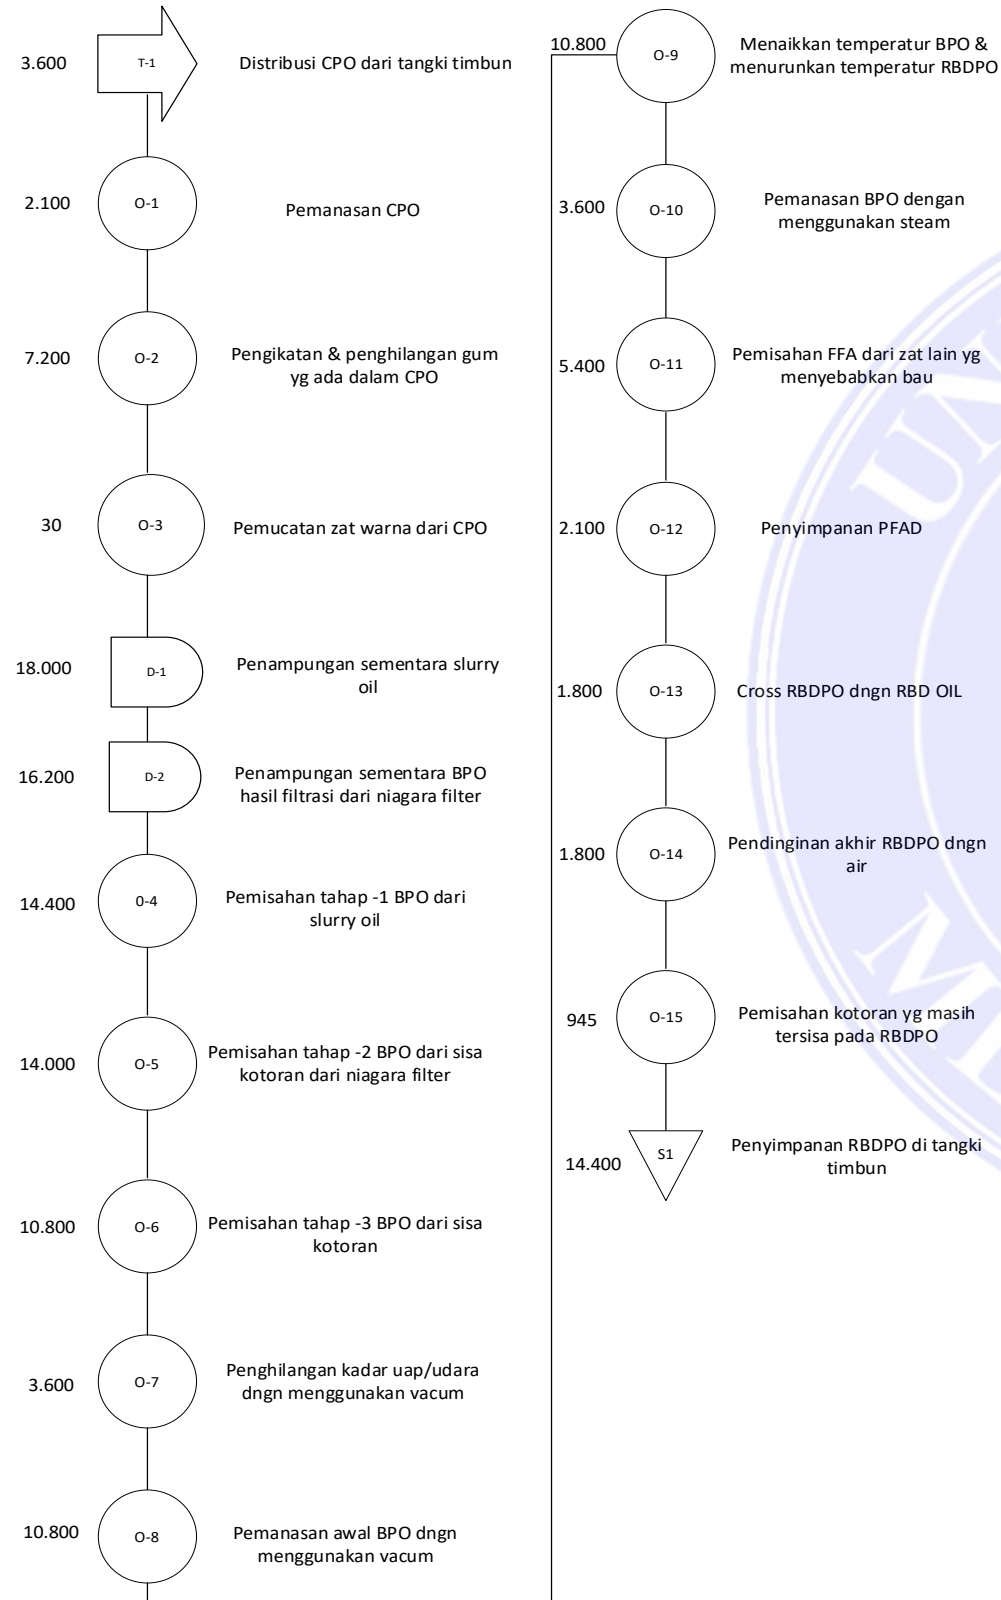 3.600
T-1
Distribusi CPO dari tangki timbun
2.100
O-1
Pemanasan CPO
7.200
O-2
Pengikatan & penghilangan gum
yg ada dalam CPO
30
O-3
Pemucatan zat warna dari CPO
18.000
D-1
Penampungan sementara slurry
oil
16.200
D-2
Penampungan sementara BPO
hasil filtrasi dari niagara filter
14.400
0-4
Pemisahan tahap -1 BPO dari
slurry oil
14.000
O-5
Pemisahan tahap -2 BPO dari sisa
kotoran dari niagara filter
10.800
O-6
Pemisahan tahap -3 BPO dari sisa
kotoran
3.600
O-7
Penghilangan kadar uap/udara
dngn menggunakan vacum
10.800
O-8
Pemanasan awal BPO dngn
menggunakan vacum
10.800
O-9
Menaikkan temperatur BPO &
menurunkan temperatur RBDPO
3.600
O-10
Pemanasan BPO dengan
menggunakan steam
5.400
O-11
Pemisahan FFA dari zat lain yg
menyebabkan bau
2.100
O-12
Penyimpanan PFAD
1.800
O-13
Cross RBDPO dngn RBD OIL
1.800
O-14
Pendinginan akhir RBDPO dngn
air
945
O-15
Pemisahan kotoran yg masih
tersisa pada RBDPO
14.400
S1
Penyimpanan RBDPO di tangki
timbun